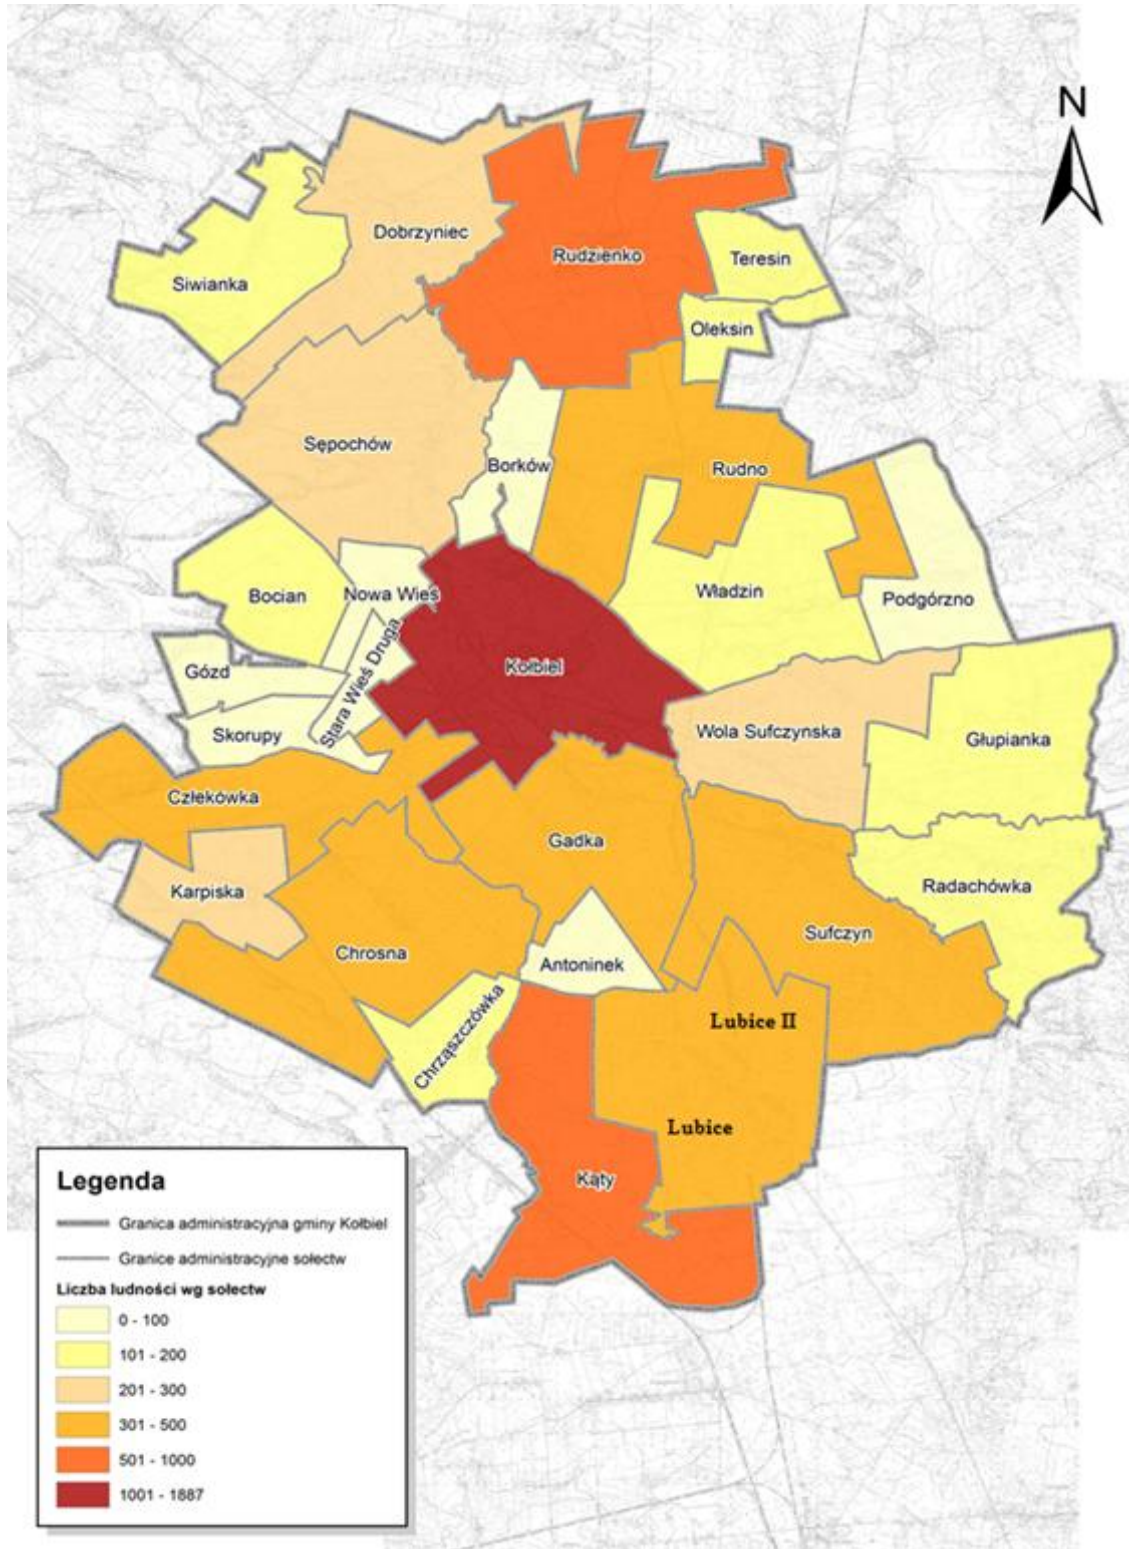 N
Dobrzyniec
Rudzienko
Teresin
Siwianka
Oleksin
Sępochów
Borków
Rudno
Bocian
Nowa Wieś
Władzin
Podgórzno
Stara Wieś Druga
Kołbiel
Gózd
Skorupy
Wola Sufczynska
Głupianka
Człekówka
Gadka
Karpiska
Radachówka
Chrosna
Antoninek
Sufczyn
Chrząszczówka
Lubice II
Lubice
Kąty
Legenda
Granica administracyjna gminy Kołbiel
Granice administracyjne sołectw
Liczba ludności wg sołectw
0 - 100
101 - 200
201 - 300
301 - 500
501 - 1000
1001 - 1887